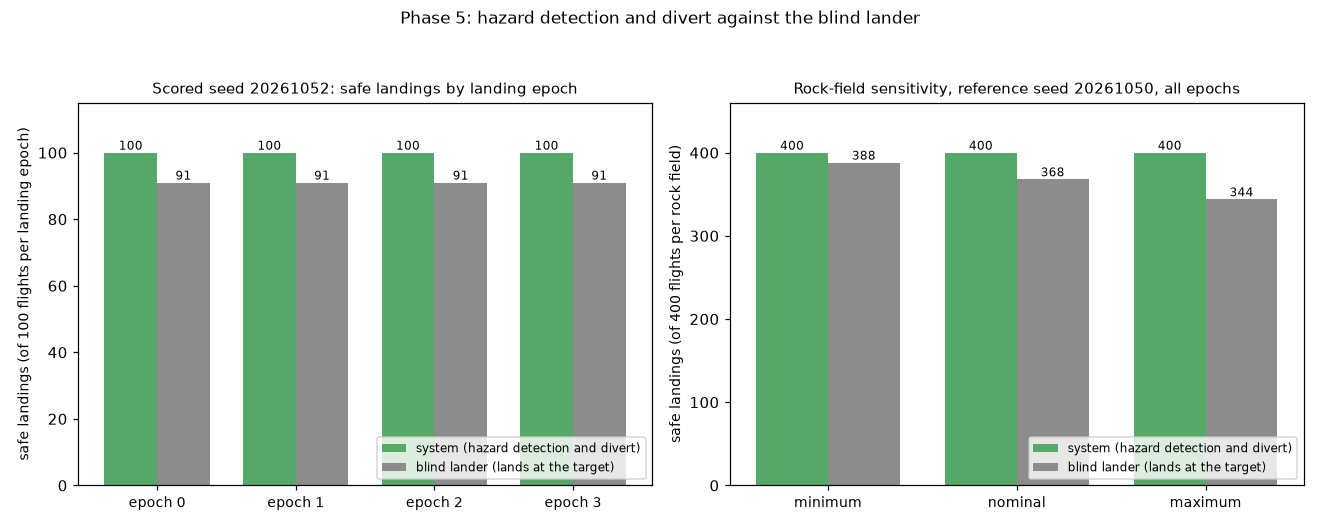 Phase 5: hazard detection and divert against the blind lander
Scored seed 20261052: safe landings by landing epoch
safe landings (of 100 flights per landing epoch)
100
80
60
40
20
0
100
91
100
91
100
91
100
91
epoch 0
epoch 1
epoch 2
epoch 3
system (hazard detection and divert)
blind lander (lands at the target)
Rock-field sensitivity, reference seed 20261050, all epochs
safe landings (of 400 flights per rock field)
400
300
200
100
0
400
388
400
368
400
344
minimum
nominal
maximum
system (hazard detection and divert)
blind lander (lands at the target)